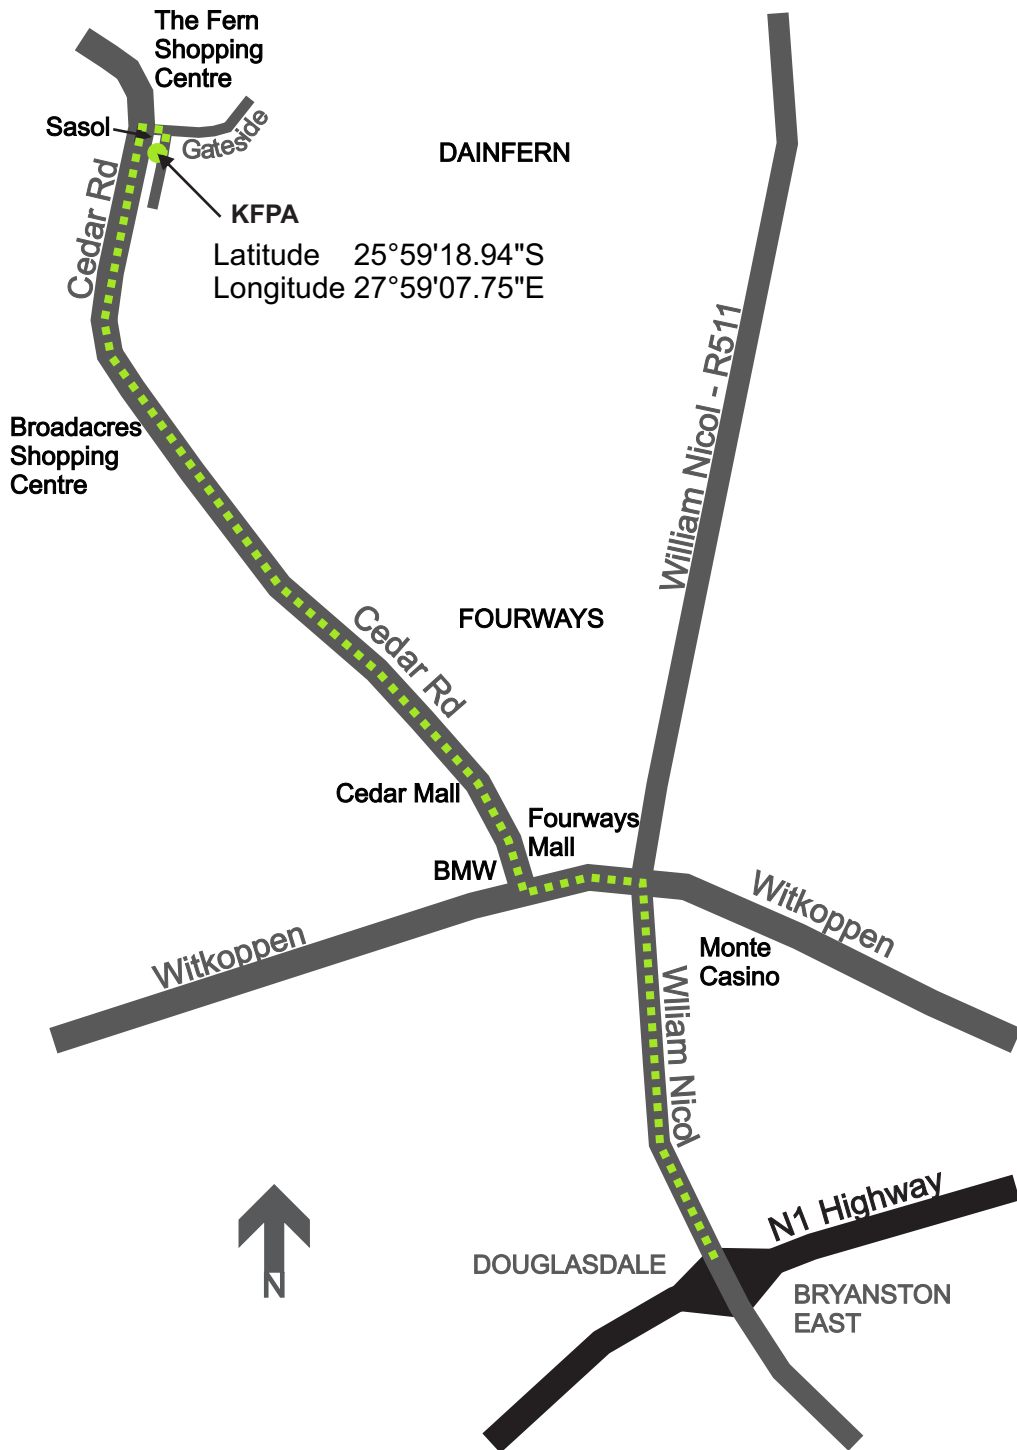 The Fern
Shopping
Centre
Sasol
Gateside
DAINFERN
Cedar Rd
KFPA
Latitude 25°59'18.94"S
Longitude 27°59'07.75"E
William Nicol - R511
Broadacres
Shopping
Centre
FOURWAYS
Cedar Rd
Cedar Mall
Fourways
Mall
BMW
Witkoppen
Witkoppen
Monte
Casino
Wlliam Nicol
N1 Highway
DOUGLASDALE
BRYANSTON
EAST
N